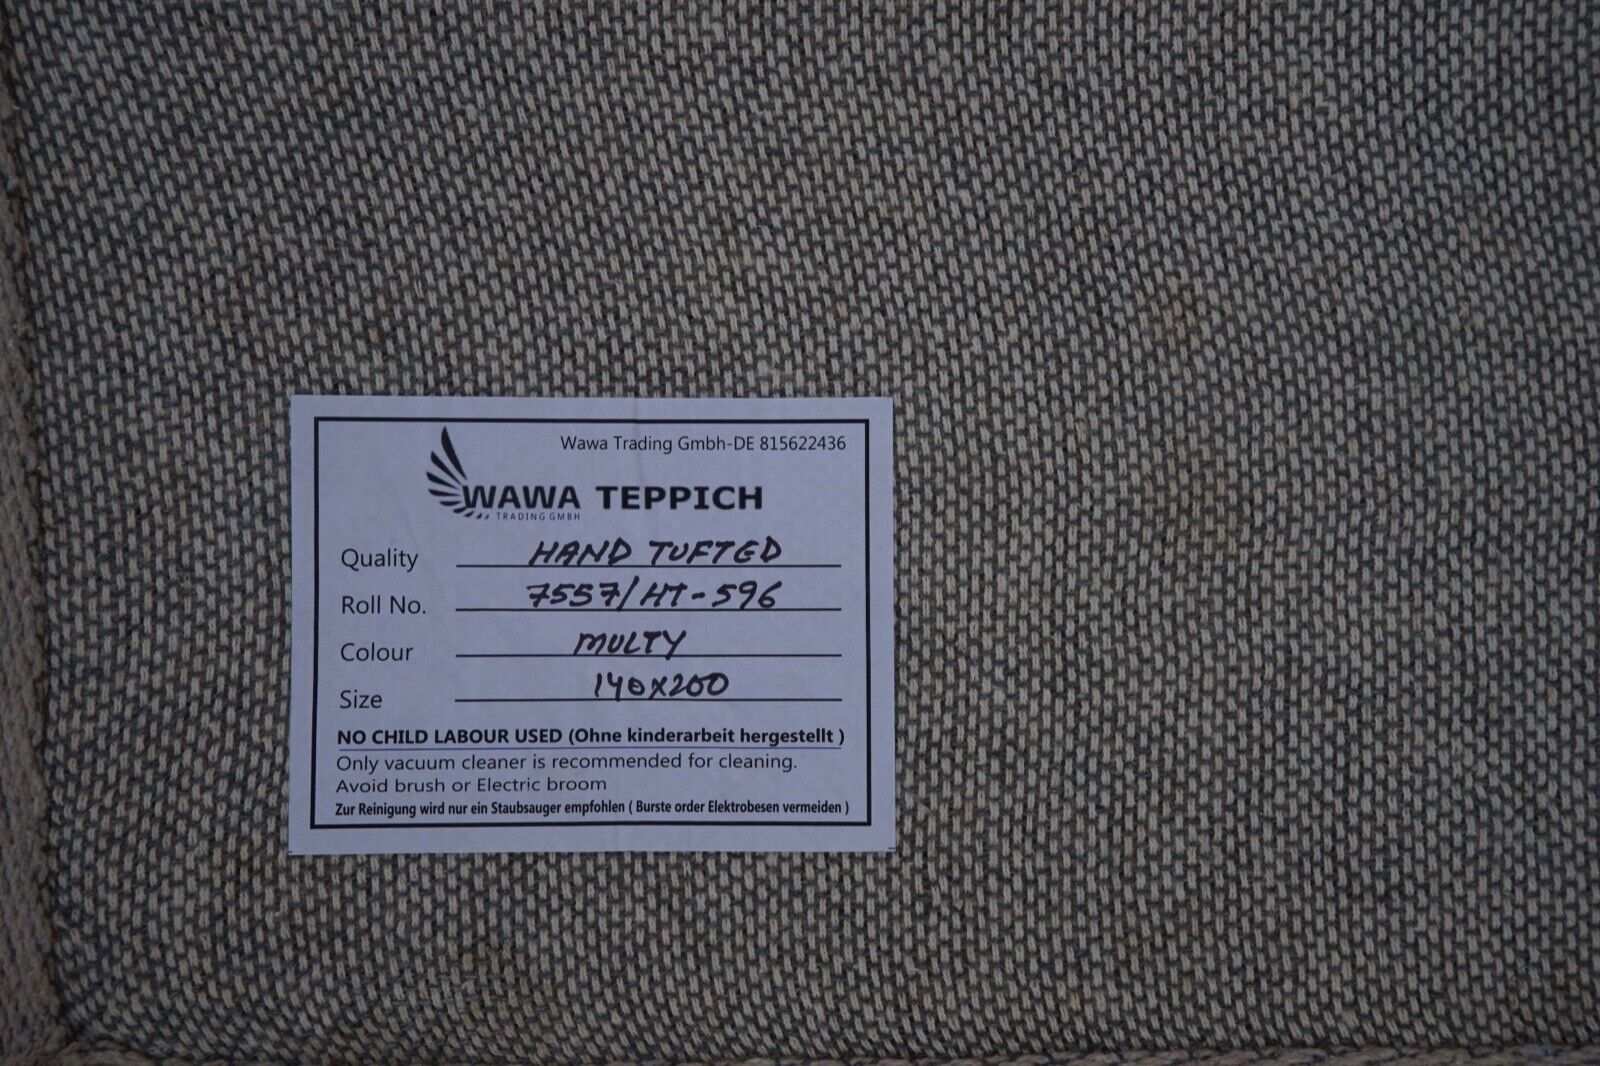 Wawa Trading Gmbh-DE 815622436
WAWA TEPPICH
TRADING GMBH
Quality HAND TUFTED
Roll No. 7557/HT-596
Colour MULTY
Size 140x200
NO CHILD LABOUR USED (Ohne kinderarbeit hergestellt )
Only vacuum cleaner is recommended for cleaning.
Avoid brush or Electric broom
Zur Reinigung wird nur ein Staubsauger empfohlen ( Burste order Elektrobesen vermeiden )